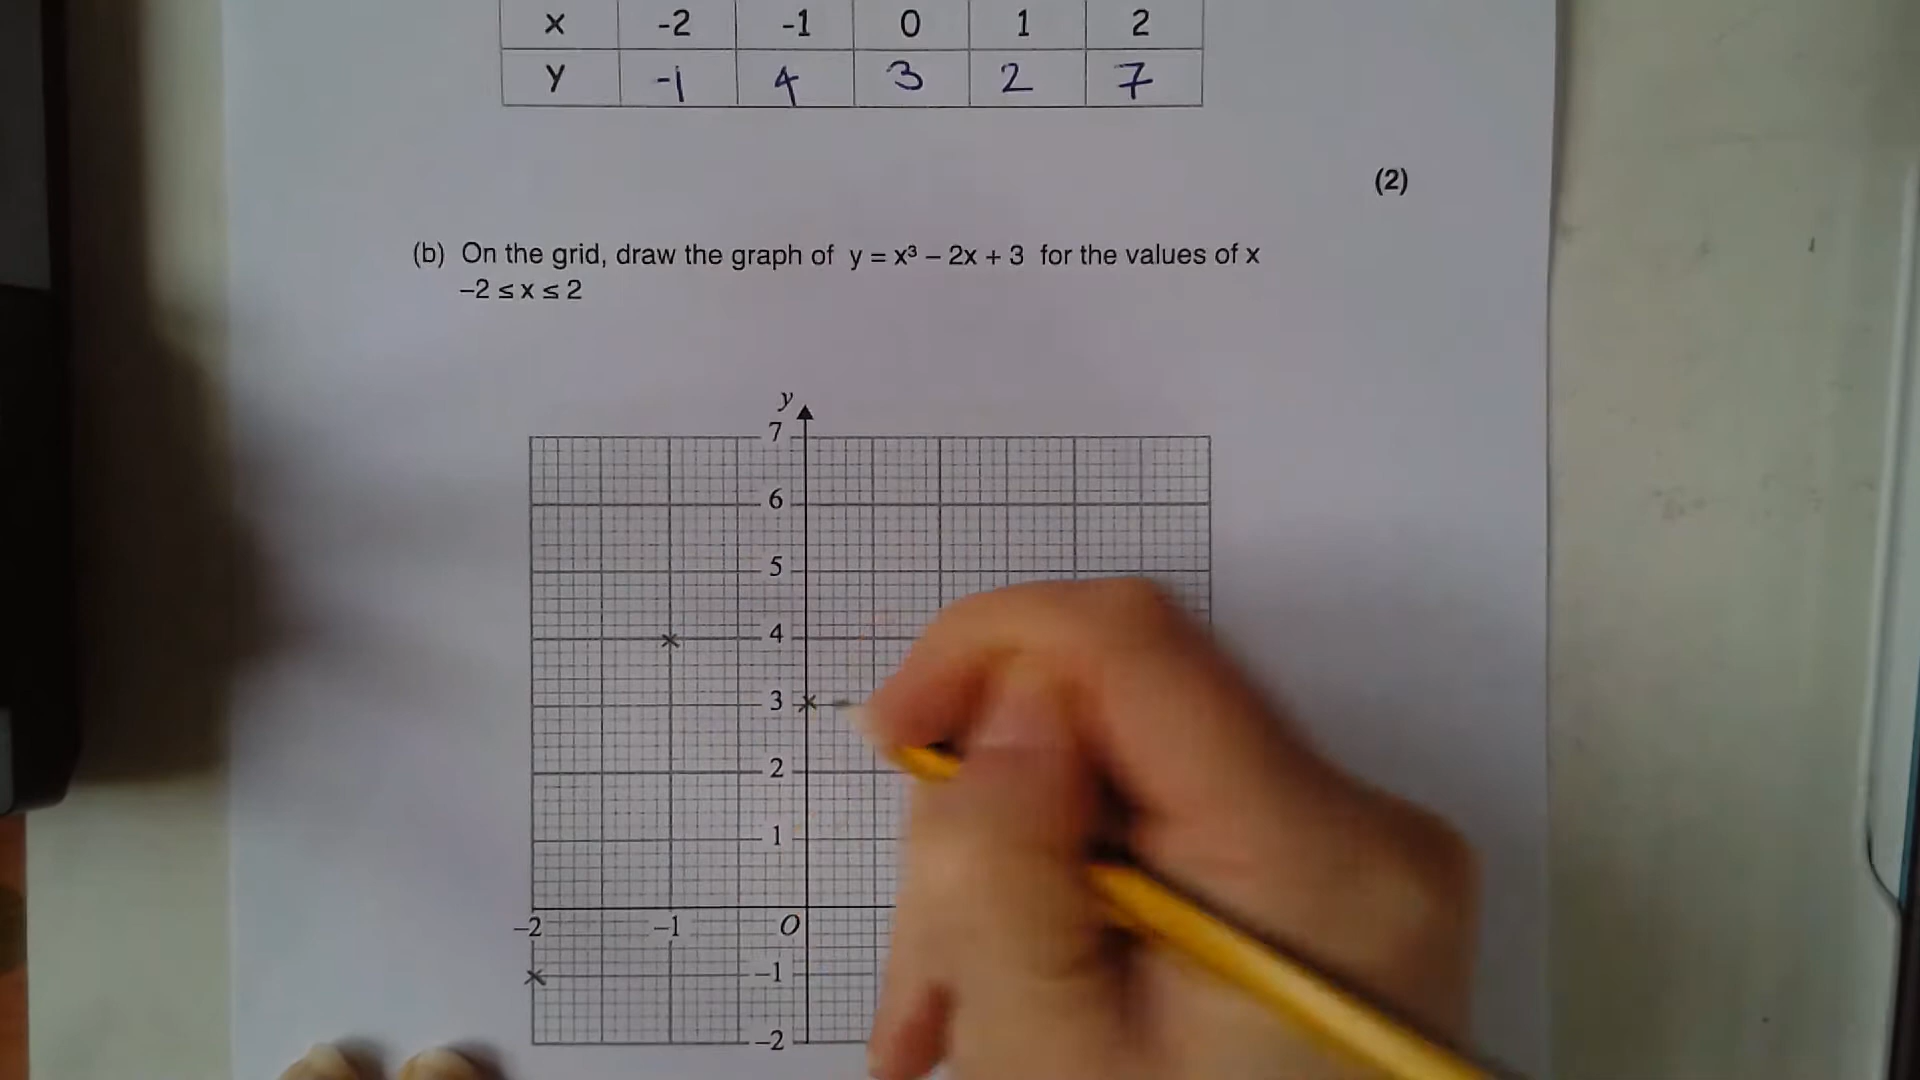 X -2 -1 0 1 2
Y -1 4 3 2 7
(2)
(b) On the grid, draw the graph of y = x³ – 2x + 3 for the values of x
–2 ≤ x ≤ 2
y
7
6
5
4
3
2
1
–2 –1 O
–1
–2